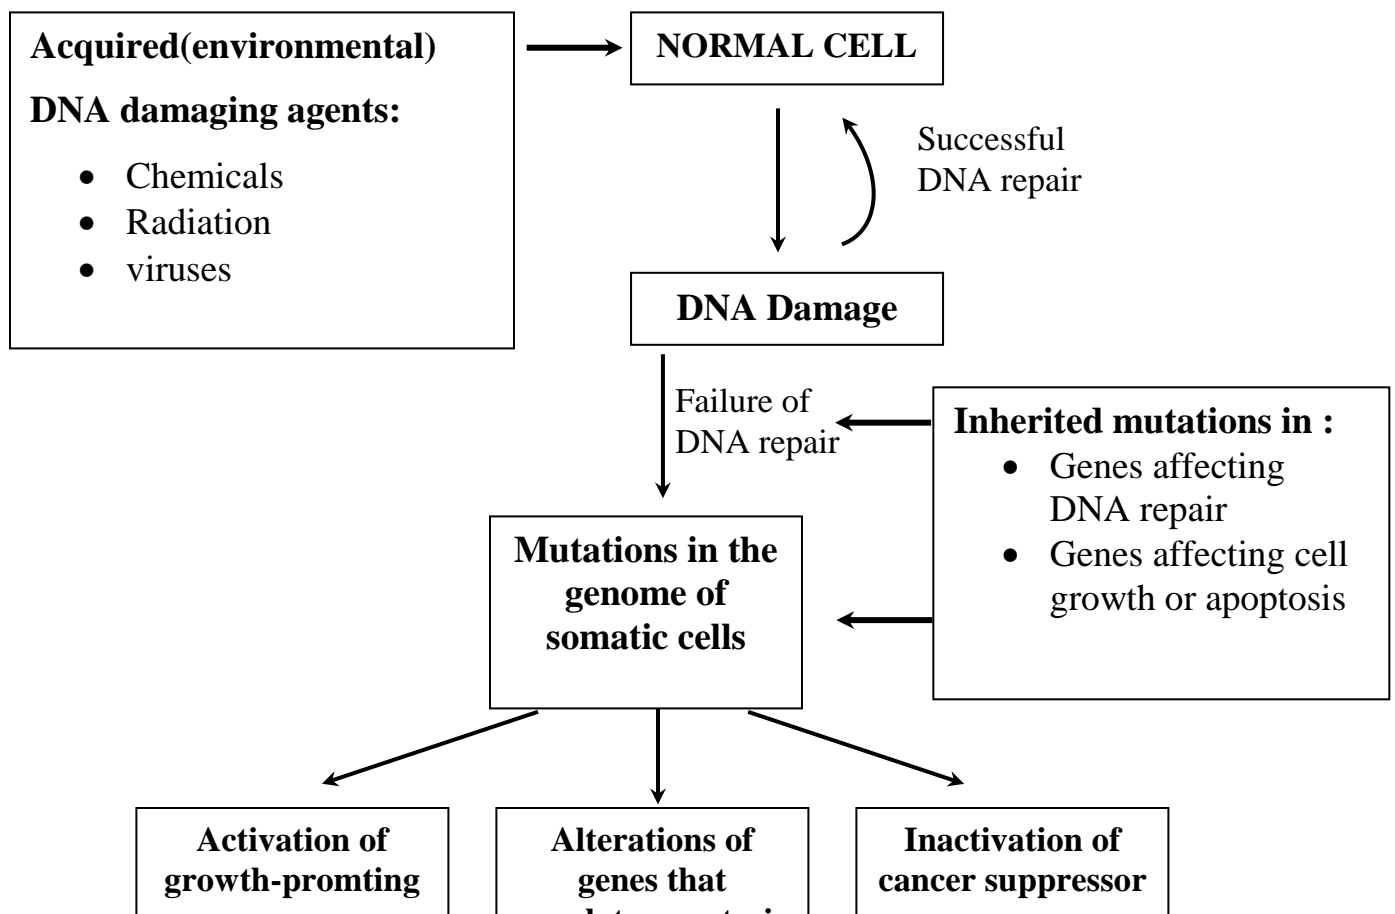 Acquired(environmental)
DNA damaging agents:
• Chemicals
• Radiation
• viruses
NORMAL CELL
Successful
DNA repair
DNA Damage
Failure of
DNA repair
Inherited mutations in :
• Genes affecting
DNA repair
• Genes affecting cell
growth or apoptosis
Mutations in the
genome of
somatic cells
Activation of
growth-promting
Alterations of
genes that
Inactivation of
cancer suppressor